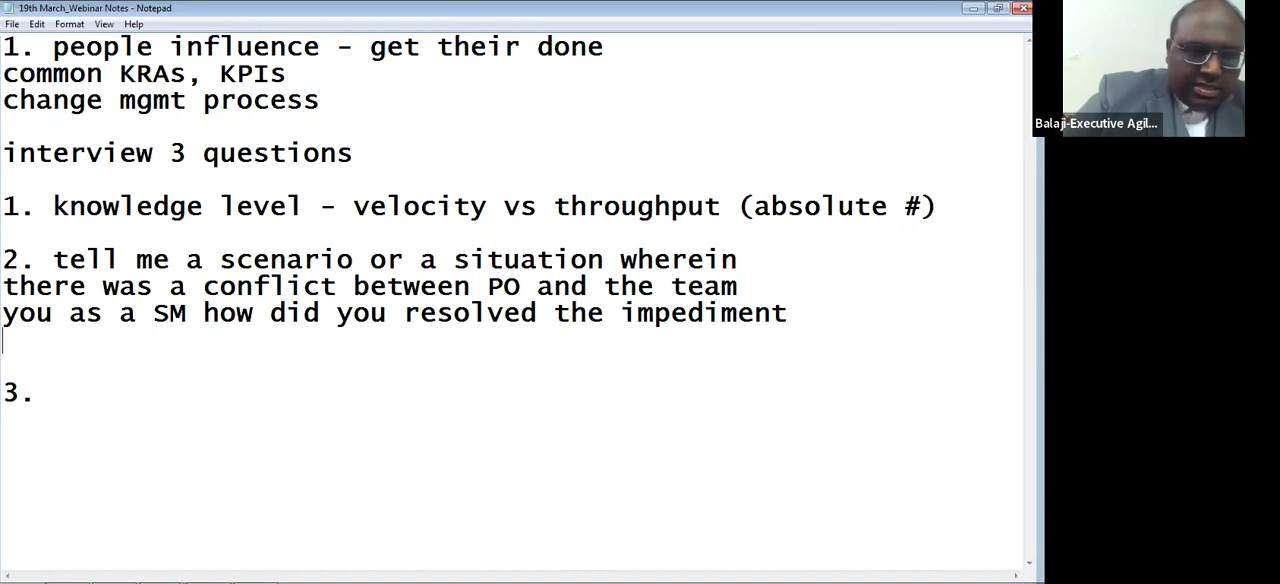 19th March_Webinar Notes - Notepad
File Edit Format View Help
1. people influence - get their done
common KRAs, KPIs
change mgmt process
interview 3 questions
1. knowledge level - velocity vs throughput (absolute #)
2. tell me a scenario or a situation wherein
there was a conflict between PO and the team
you as a SM how did you resolved the impediment
3.
Balaji-Executive Agil...